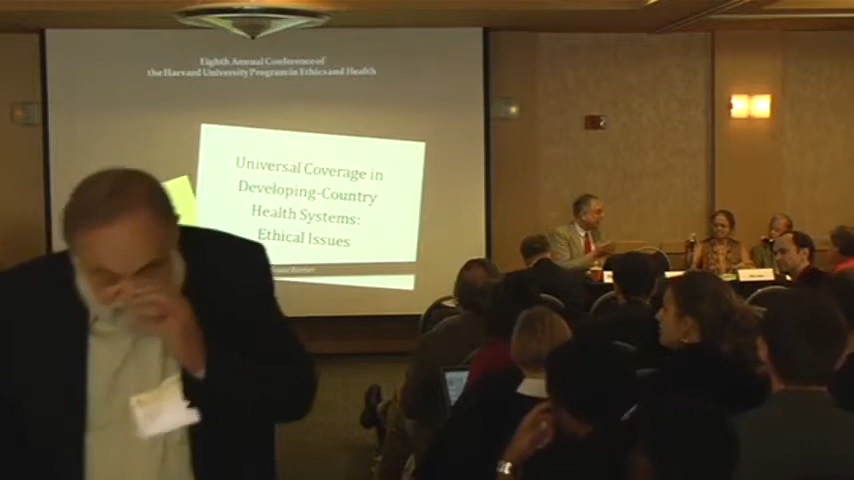 Eighth Annual Conference of
the Harvard University Program in Ethics and Health
Universal Coverage in
Developing-Country
Health Systems:
Ethical Issues